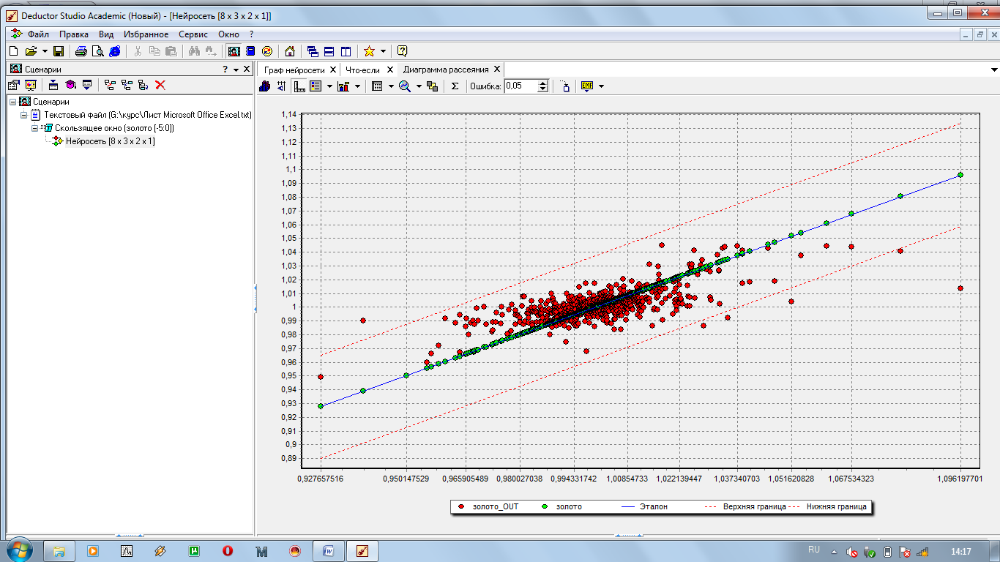 Deductor Studio Academic (Новый) - [Нейросеть [8 x 3 x 2 x 1]]
Файл Правка Вид Избранное Сервис Окно ?
Сценарии ?
Граф нейросети Что-если Диаграмма рассеяния
Σ Ошибка: 0,05 EMF
Сценарии
Текстовый файл (G:\курс\Лист Microsoft Office Excel.txt)
Скользящее окно (золото [-5:0])
Нейросеть [8 x 3 x 2 x 1]
1,14
1,13
1,12
1,11
1,1
1,09
1,08
1,07
1,06
1,05
1,04
1,03
1,02
1,01
1
0,99
0,98
0,97
0,96
0,95
0,94
0,93
0,92
0,91
0,9
0,89
0,927657516 0,950147529 0,965905489 0,980027038 0,994331742 1,00854733 1,022139447 1,037340703 1,051620828 1,067534323 1,096197701
золото_OUT золото Эталон Верхняя граница Нижняя граница
RU 14:17